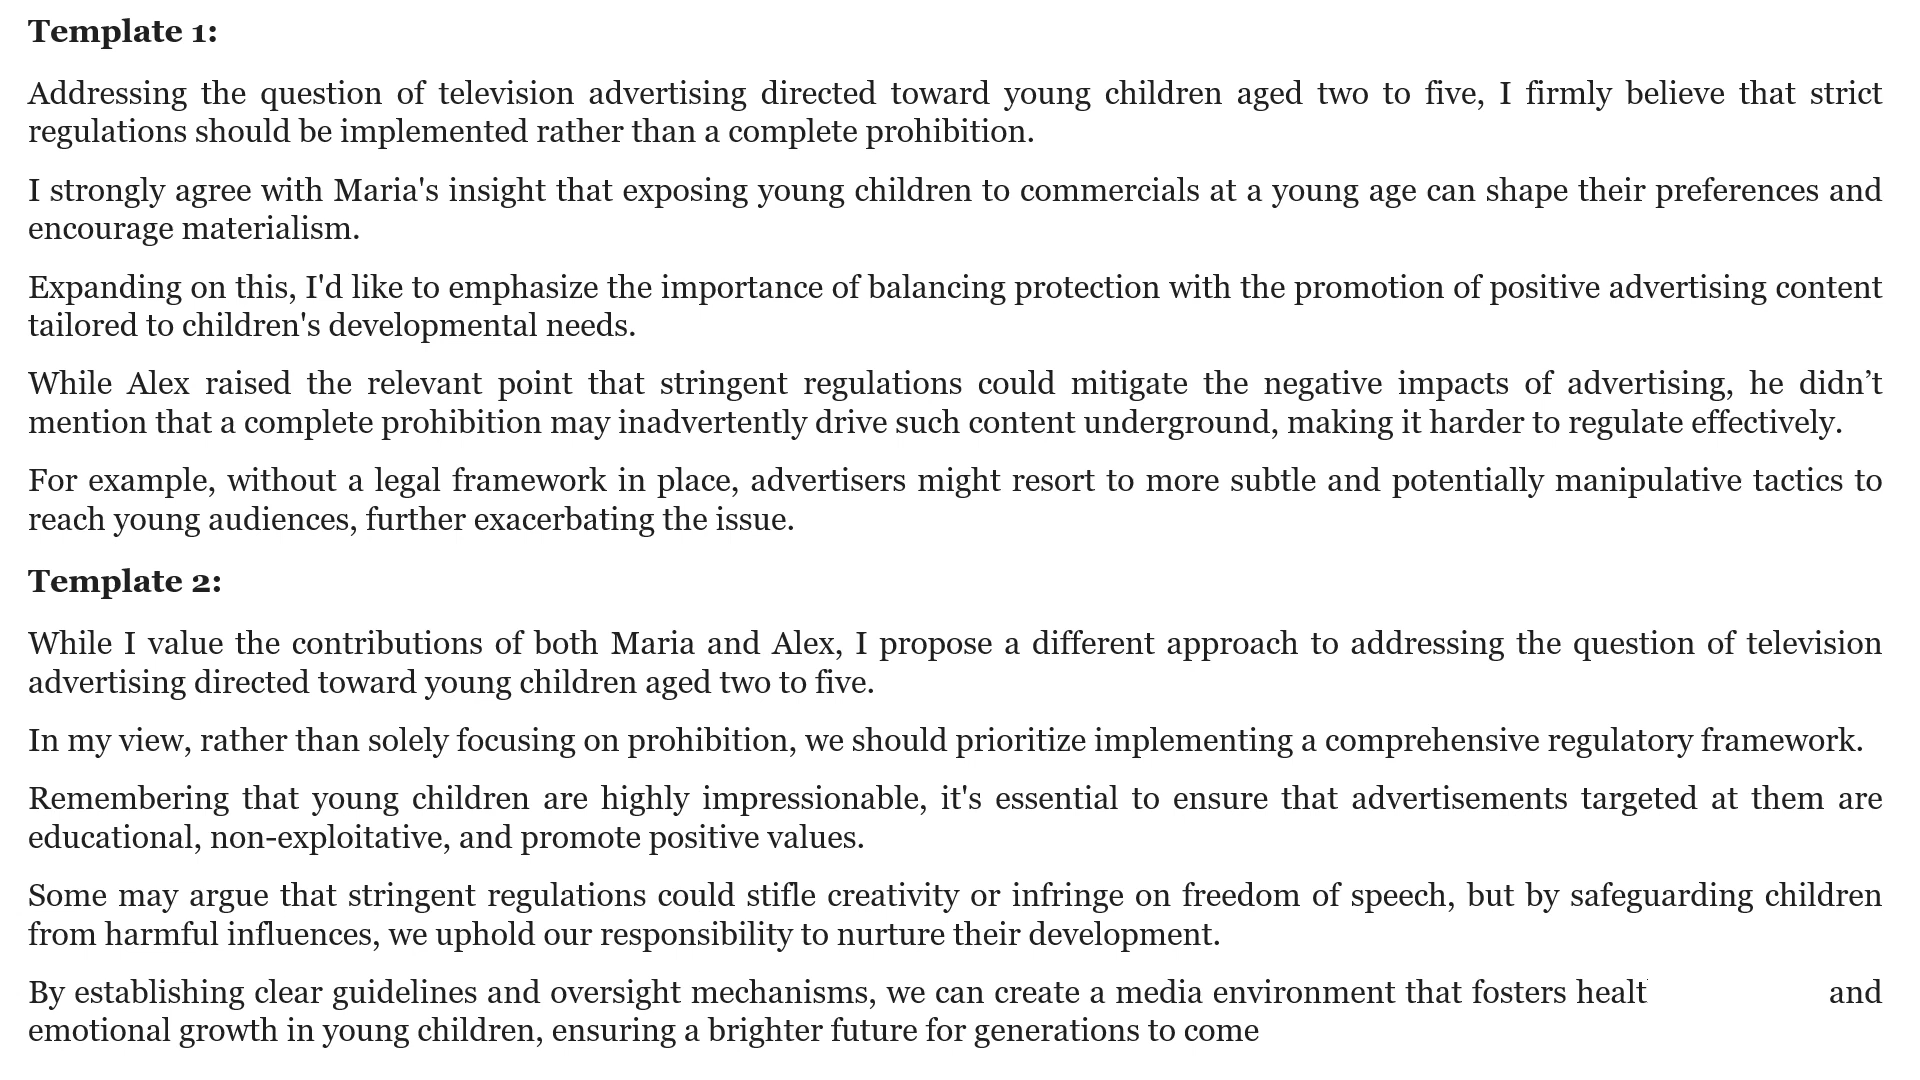 Template 1:
Addressing the question of television advertising directed toward young children aged two to five, I firmly believe that strict
regulations should be implemented rather than a complete prohibition.
I strongly agree with Maria's insight that exposing young children to commercials at a young age can shape their preferences and
encourage materialism.
Expanding on this, I'd like to emphasize the importance of balancing protection with the promotion of positive advertising content
tailored to children's developmental needs.
While Alex raised the relevant point that stringent regulations could mitigate the negative impacts of advertising, he didn’t
mention that a complete prohibition may inadvertently drive such content underground, making it harder to regulate effectively.
For example, without a legal framework in place, advertisers might resort to more subtle and potentially manipulative tactics to
reach young audiences, further exacerbating the issue.
Template 2:
While I value the contributions of both Maria and Alex, I propose a different approach to addressing the question of television
advertising directed toward young children aged two to five.
In my view, rather than solely focusing on prohibition, we should prioritize implementing a comprehensive regulatory framework.
Remembering that young children are highly impressionable, it's essential to ensure that advertisements targeted at them are
educational, non-exploitative, and promote positive values.
Some may argue that stringent regulations could stifle creativity or infringe on freedom of speech, but by safeguarding children
from harmful influences, we uphold our responsibility to nurture their development.
By establishing clear guidelines and oversight mechanisms, we can create a media environment that fosters and
emotional growth in young children, ensuring a brighter future for generations to come